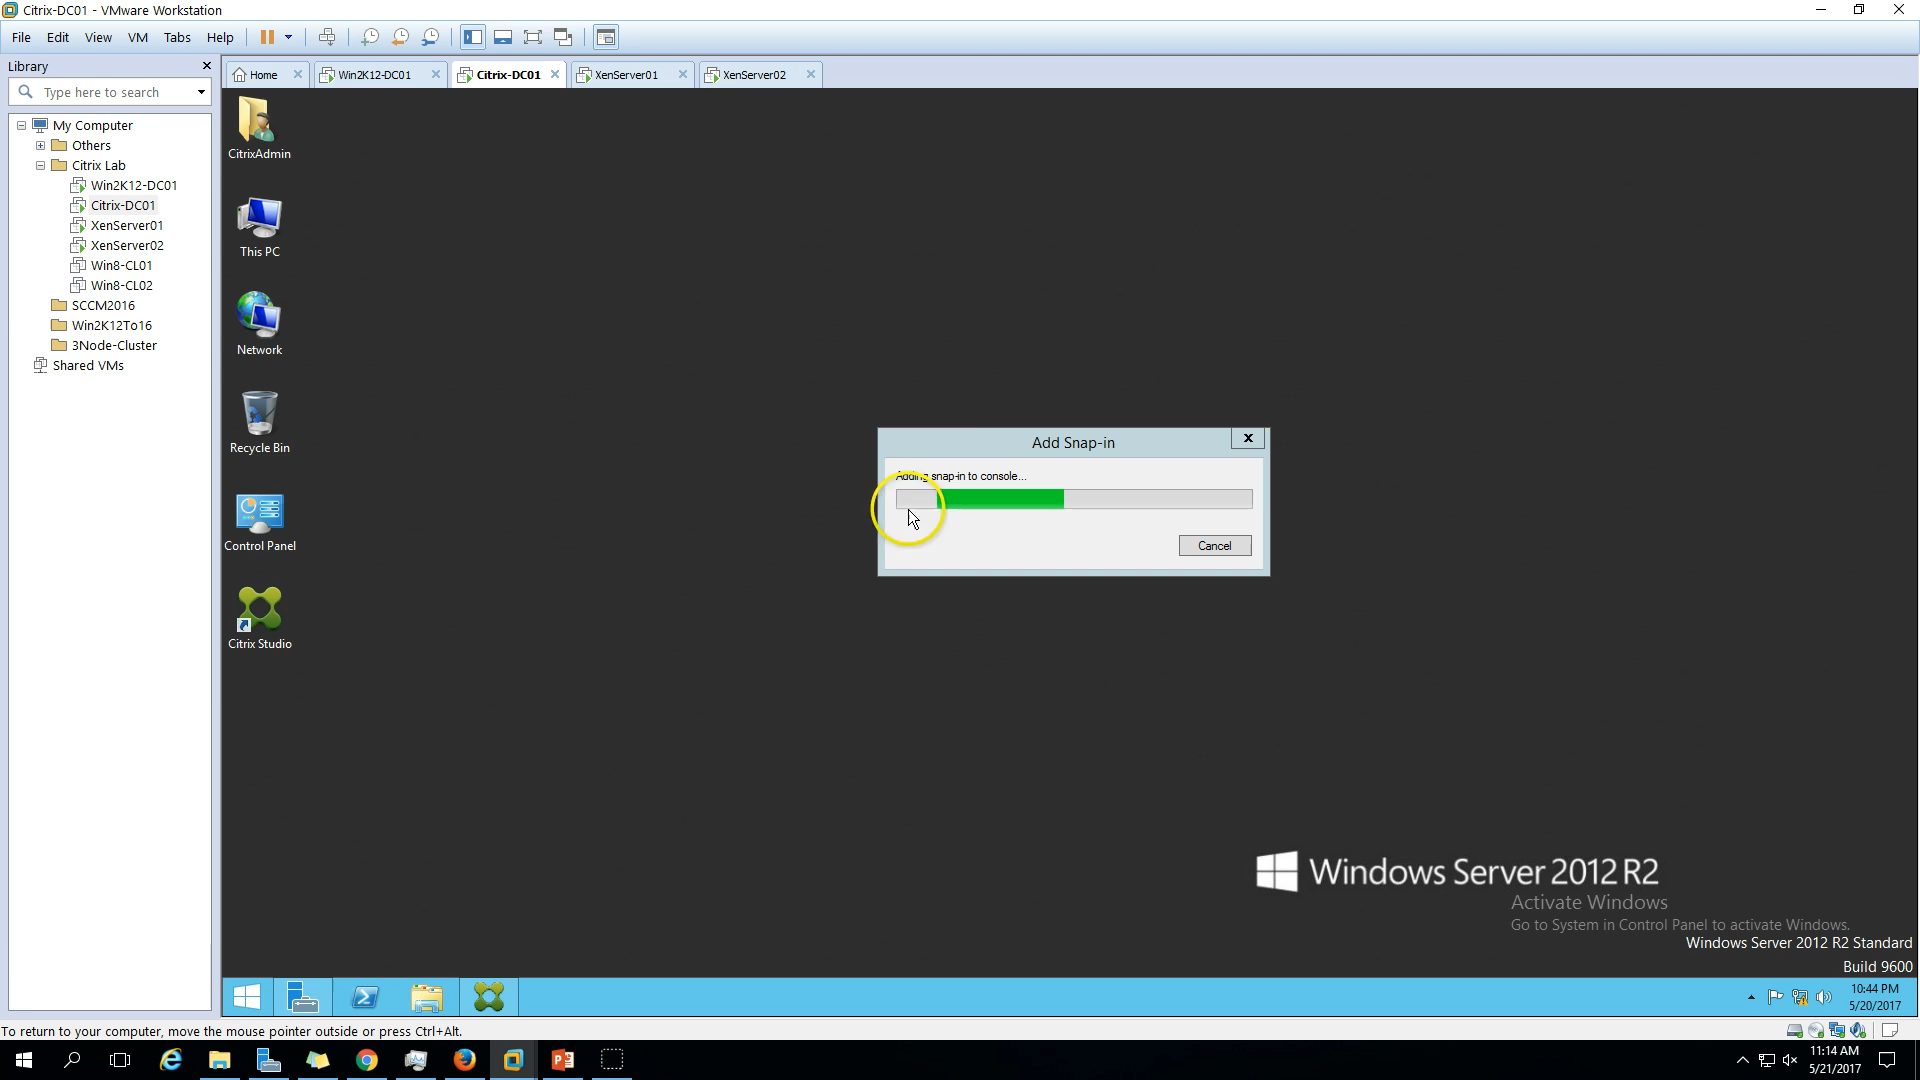 Citrix-DC01 - VMware Workstation
File Edit View VM Tabs Help
Library
Type here to search
My Computer
Others
Citrix Lab
Win2K12-DC01
Citrix-DC01
XenServer01
XenServer02
Win8-CL01
Win8-CL02
SCCM2016
Win2K12To16
3Node-Cluster
Shared VMs
Home Win2K12-DC01 Citrix-DC01 XenServer01 XenServer02
CitrixAdmin
This PC
Network
Recycle Bin
Control Panel
Citrix Studio
Add Snap-in
Adding snap-in to console...
Cancel
Windows Server 2012 R2
Activate Windows
Go to System in Control Panel to activate Windows.
Windows Server 2012 R2 Standard
Build 9600
10:44 PM
5/20/2017
To return to your computer, move the mouse pointer outside or press Ctrl+Alt.
11:14 AM
5/21/2017